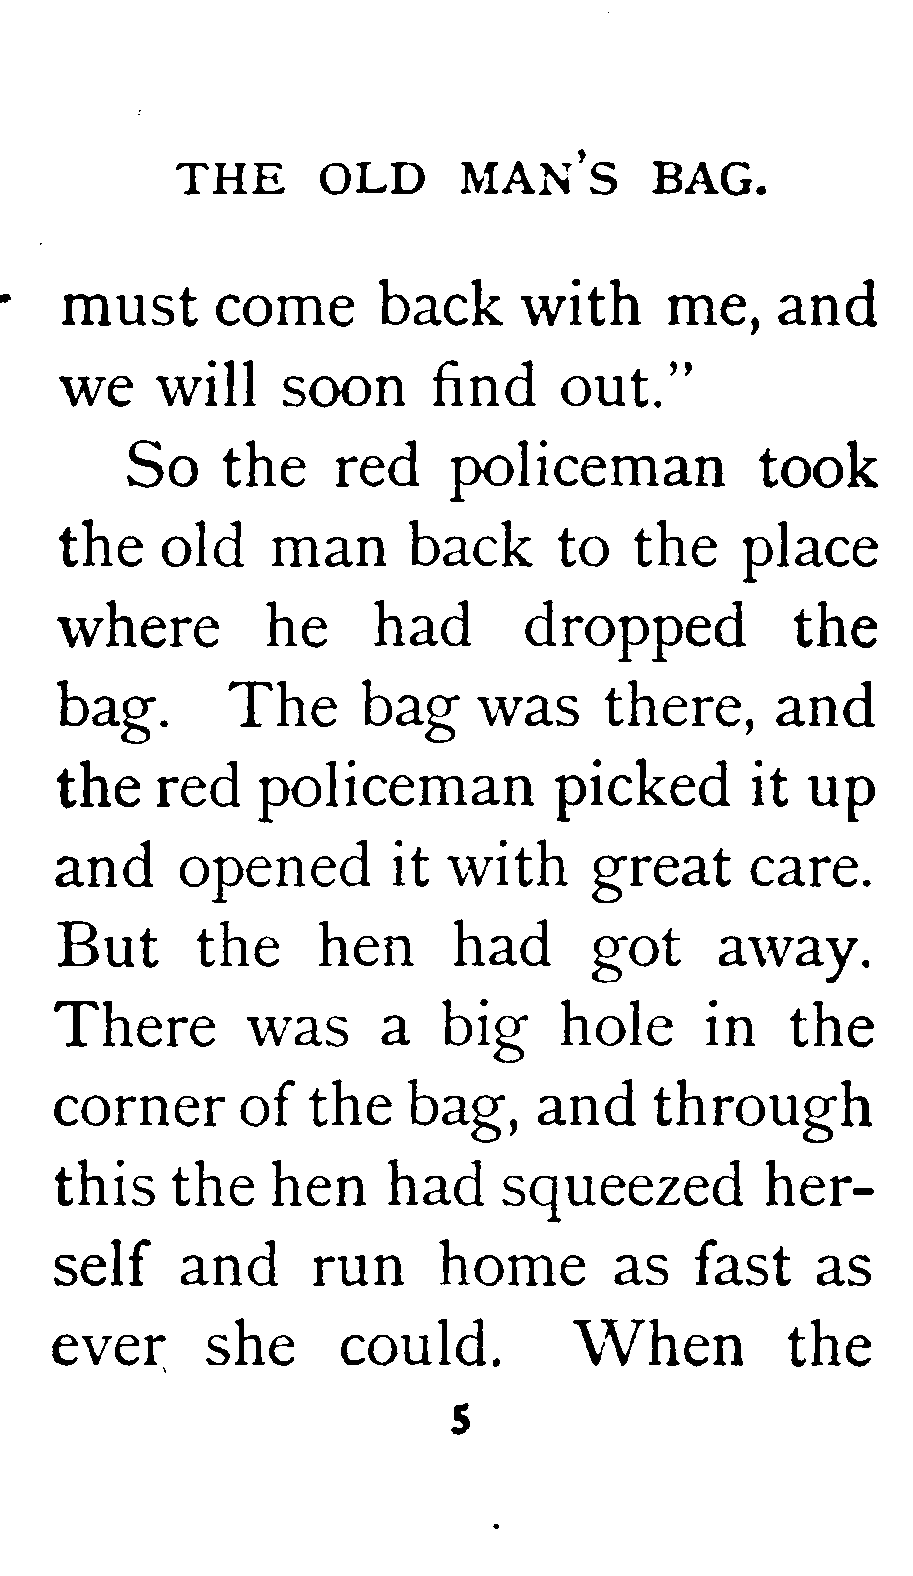 THE OLD MAN'S BAG.
must come back with me, and
we will soon find out.”
So the red policeman took
the old man back to the place
where he had dropped the
bag. The bag was there, and
the red policeman picked it up
and opened it with great care.
But the hen had got away.
There was a big hole in the
corner of the bag, and through
this the hen had squeezed her-
self and run home as fast as
ever she could. When the
5